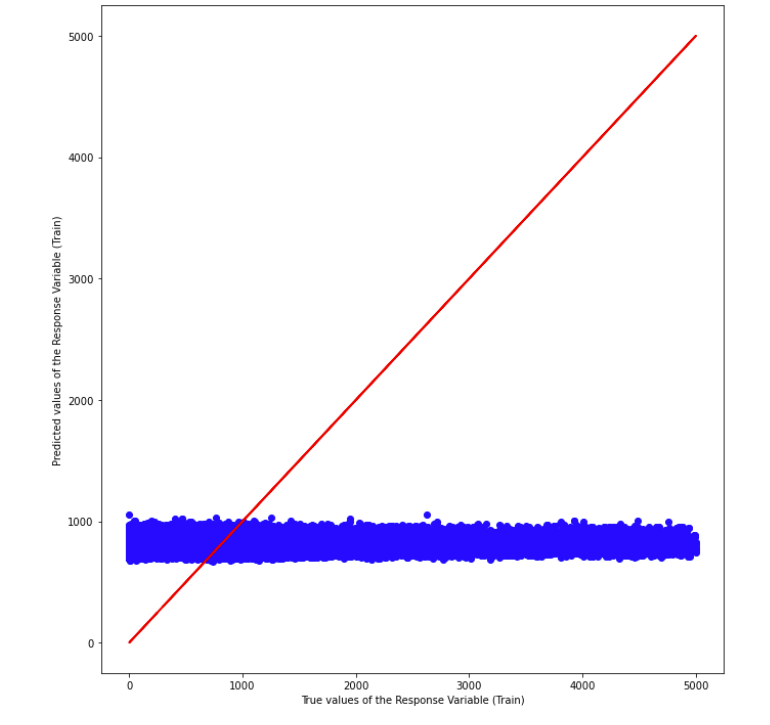 5000
4000
3000
2000
1000
0
Predicted values of the Response Variable (Train)
0 1000 2000 3000 4000 5000
True values of the Response Variable (Train)